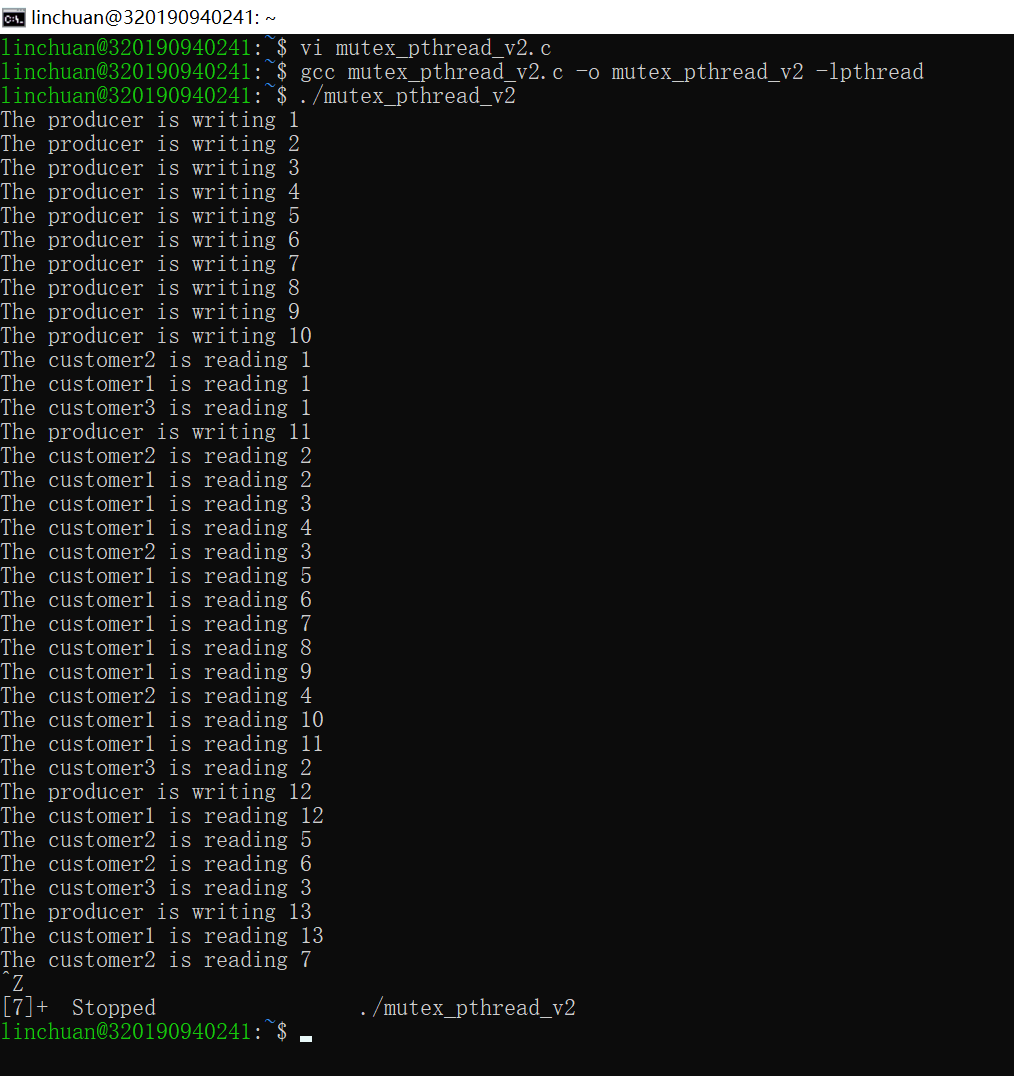 linchuan@320190940241: ~
linchuan@320190940241:~$ vi mutex_pthread_v2.c
linchuan@320190940241:~$ gcc mutex_pthread_v2.c -o mutex_pthread_v2 -lpthread
linchuan@320190940241:~$ ./mutex_pthread_v2
The producer is writing 1
The producer is writing 2
The producer is writing 3
The producer is writing 4
The producer is writing 5
The producer is writing 6
The producer is writing 7
The producer is writing 8
The producer is writing 9
The producer is writing 10
The customer2 is reading 1
The customer1 is reading 1
The customer3 is reading 1
The producer is writing 11
The customer2 is reading 2
The customer1 is reading 2
The customer1 is reading 3
The customer1 is reading 4
The customer2 is reading 3
The customer1 is reading 5
The customer1 is reading 6
The customer1 is reading 7
The customer1 is reading 8
The customer1 is reading 9
The customer2 is reading 4
The customer1 is reading 10
The customer1 is reading 11
The customer3 is reading 2
The producer is writing 12
The customer1 is reading 12
The customer2 is reading 5
The customer2 is reading 6
The customer3 is reading 3
The producer is writing 13
The customer1 is reading 13
The customer2 is reading 7
^Z
[7]+  Stopped                 ./mutex_pthread_v2
linchuan@320190940241:~$